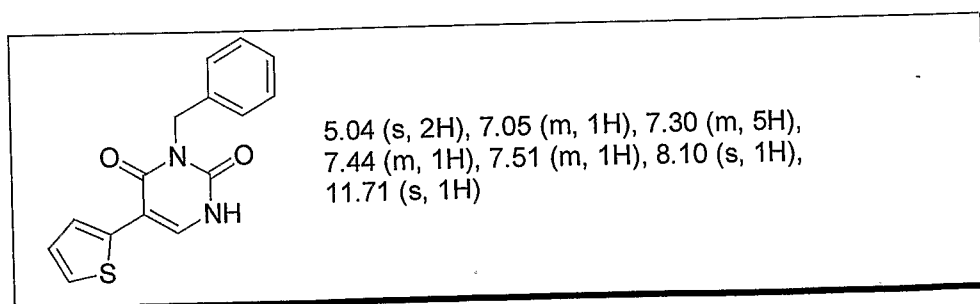 O
N
O
NH
S
5.04 (s, 2H), 7.05 (m, 1H), 7.30 (m, 5H),
7.44 (m, 1H), 7.51 (m, 1H), 8.10 (s, 1H),
11.71 (s, 1H)